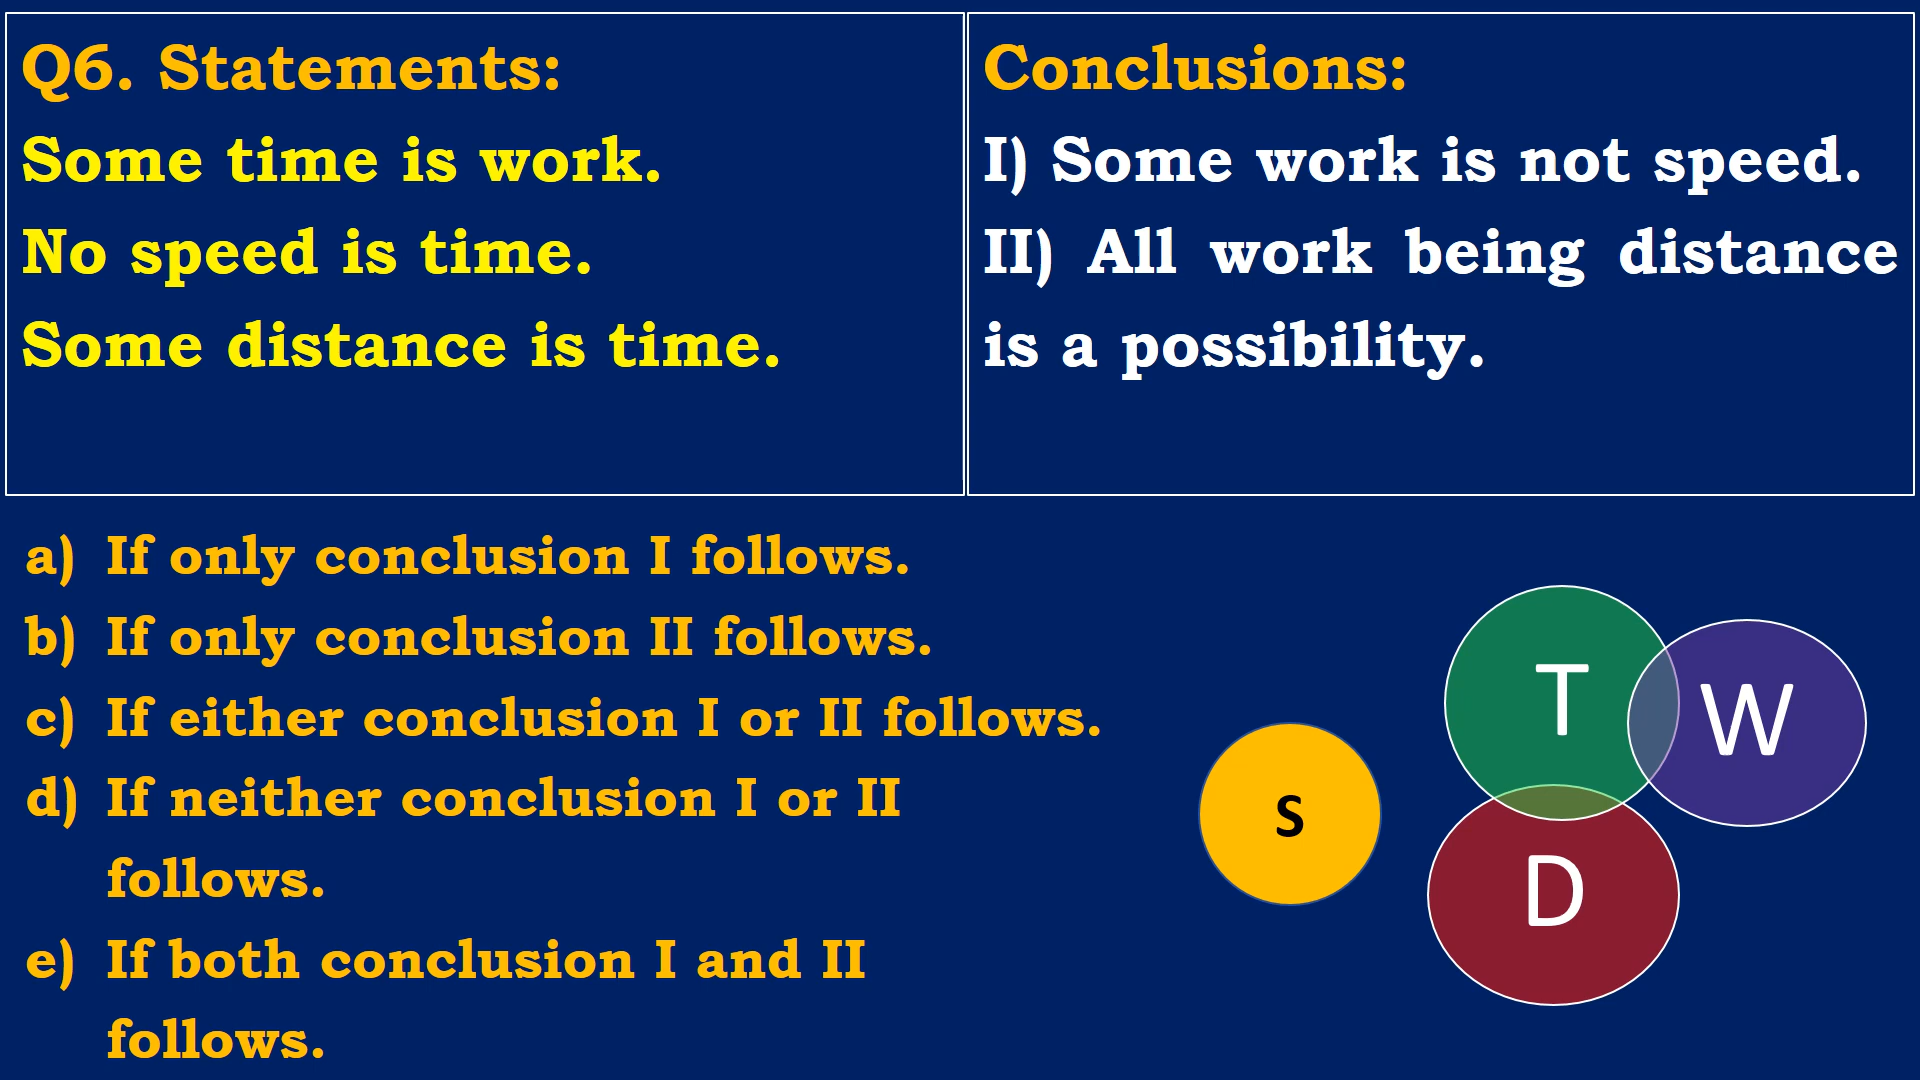 Q6. Statements:
Some time is work.
No speed is time.
Some distance is time.
Conclusions:
I) Some work is not speed.
II) All work being distance
is a possibility.
a) If only conclusion I follows.
b) If only conclusion II follows.
c) If either conclusion I or II follows.
d) If neither conclusion I or II
follows.
e) If both conclusion I and II
follows.
T
W
S
D